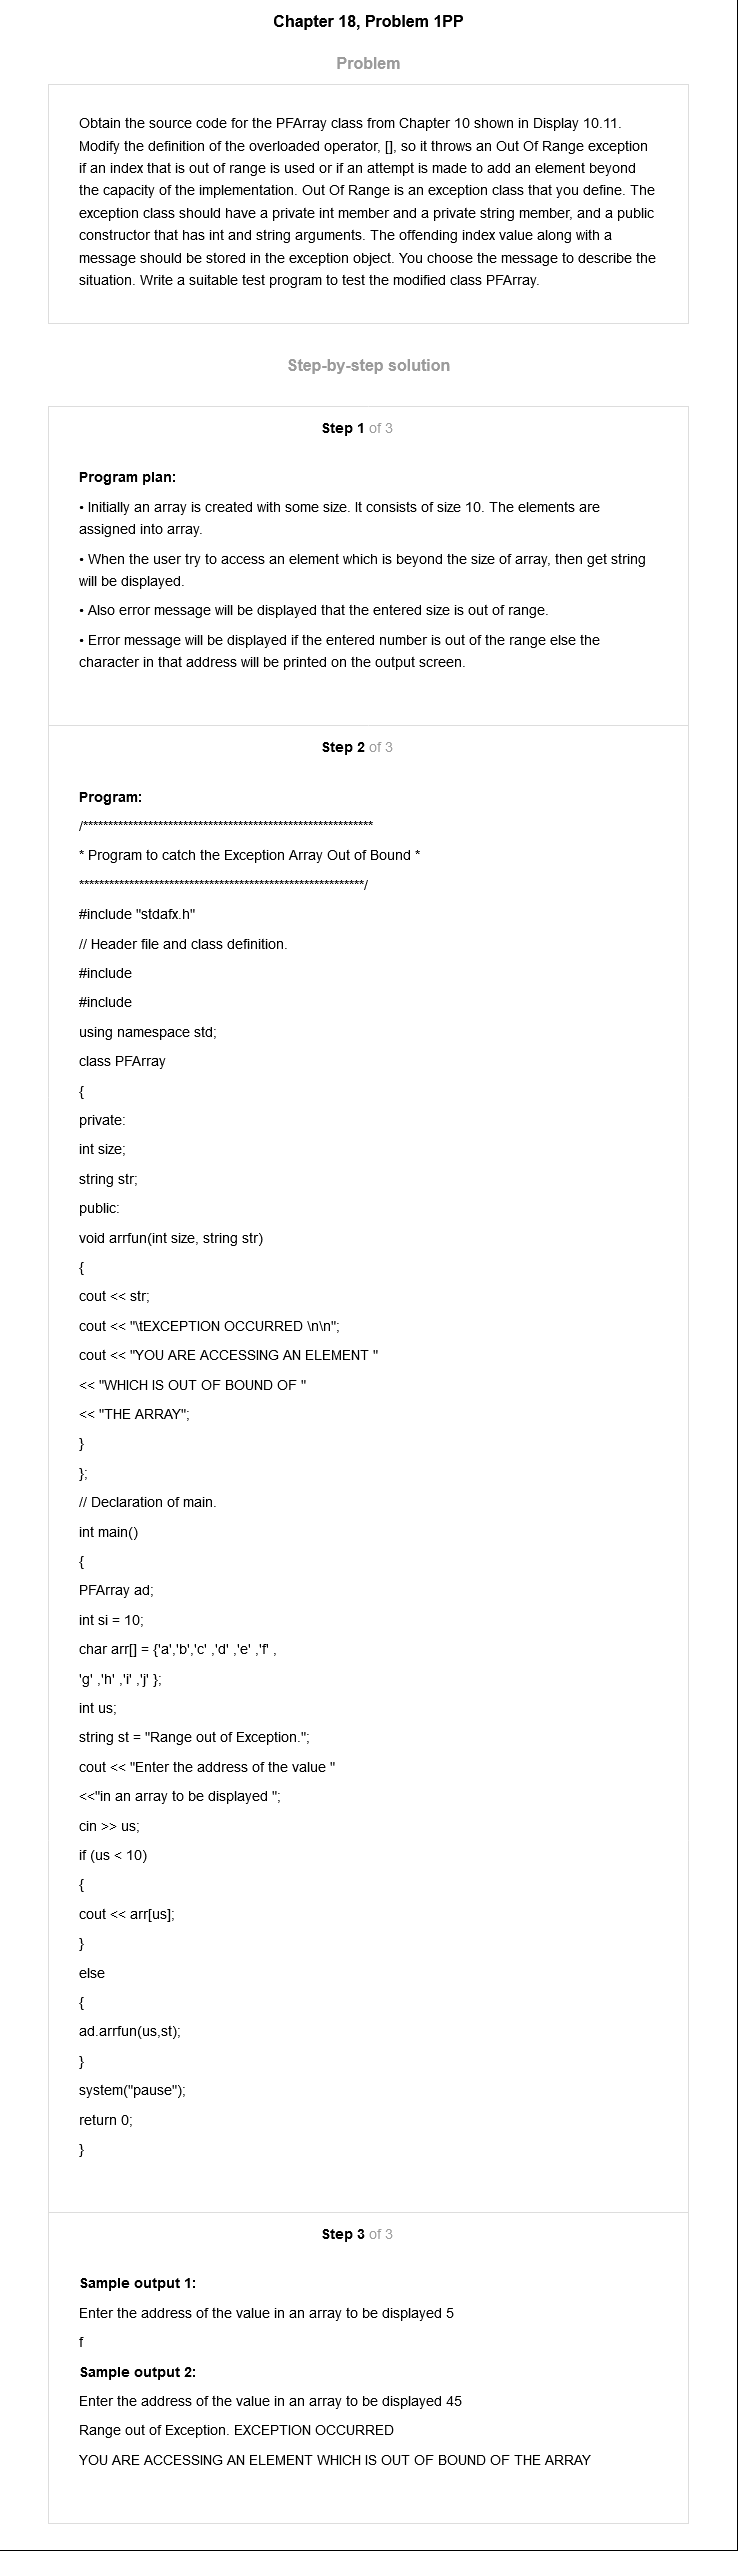 Chapter 18, Problem 1PP
Problem
Obtain the source code for the PFArray class from Chapter 10 shown in Display 10.11.
Modify the definition of the overloaded operator, [], so it throws an Out Of Range exception
if an index that is out of range is used or if an attempt is made to add an element beyond
the capacity of the implementation. Out Of Range is an exception class that you define. The
exception class should have a private int member and a private string member, and a public
constructor that has int and string arguments. The offending index value along with a
message should be stored in the exception object. You choose the message to describe the
situation. Write a suitable test program to test the modified class PFArray.
Step-by-step solution
Step 1 of 3
Program plan:
• Initially an array is created with some size. It consists of size 10. The elements are
assigned into array.
• When the user try to access an element which is beyond the size of array, then get string
will be displayed.
• Also error message will be displayed that the entered size is out of range.
• Error message will be displayed if the entered number is out of the range else the
character in that address will be printed on the output screen.
Step 2 of 3
Program:
/**********************************************************
* Program to catch the Exception Array Out of Bound *
*********************************************************/
#include "stdafx.h"
// Header file and class definition.
#include
#include
using namespace std;
class PFArray
{
private:
int size;
string str;
public:
void arrfun(int size, string str)
{
cout << str;
cout << "\tEXCEPTION OCCURRED \n\n";
cout << "YOU ARE ACCESSING AN ELEMENT "
<< "WHICH IS OUT OF BOUND OF "
<< "THE ARRAY";
}
};
// Declaration of main.
int main()
{
PFArray ad;
int si = 10;
char arr[] = {'a','b','c' ,'d' ,'e' ,'f' ,
'g' ,'h' ,'i' ,'j' };
int us;
string st = "Range out of Exception.";
cout << "Enter the address of the value "
<<"in an array to be displayed ";
cin >> us;
if (us < 10)
{
cout << arr[us];
}
else
{
ad.arrfun(us,st);
}
system("pause");
return 0;
}
Step 3 of 3
Sample output 1:
Enter the address of the value in an array to be displayed 5
f
Sample output 2:
Enter the address of the value in an array to be displayed 45
Range out of Exception. EXCEPTION OCCURRED
YOU ARE ACCESSING AN ELEMENT WHICH IS OUT OF BOUND OF THE ARRAY